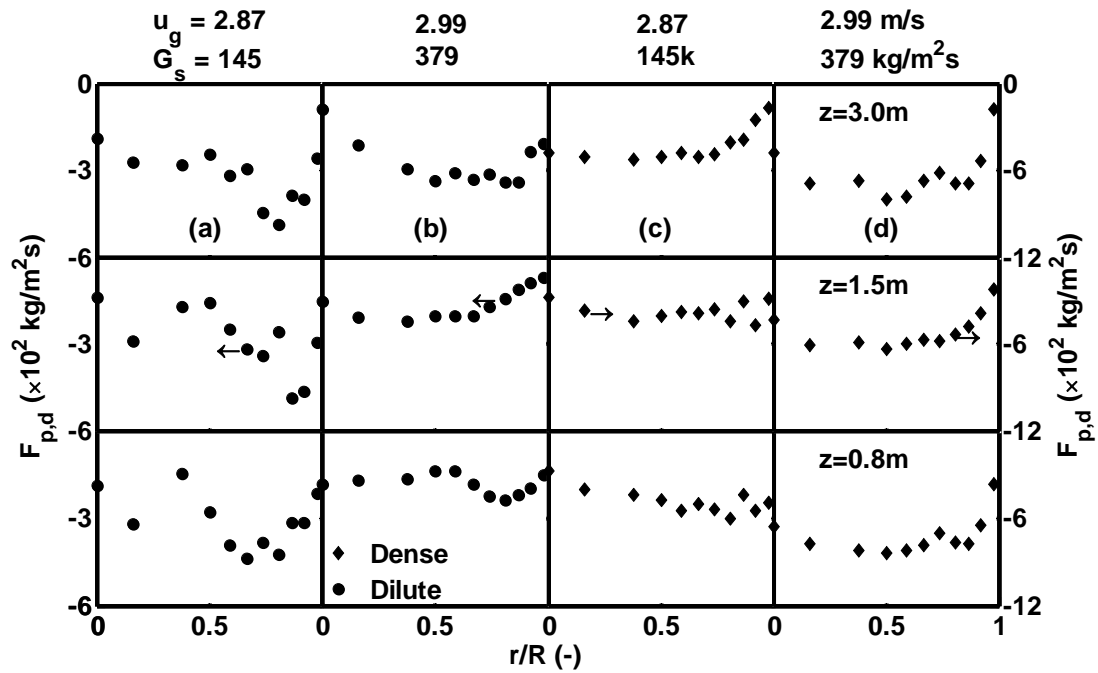 u_g = 2.87 2.99 2.87 2.99 m/s
G_s = 145 379 145k 379 kg/m²s
0 0
z=3.0m
-3 -6
(a) (b) (c) (d)
-6 -12
z=1.5m
-3 -6
-6 -12
z=0.8m
-3 -6
Dense
Dilute
-6 -12
0 0.5 0 0.5 0 0.5 0 0.5 1
r/R (-)
F_p,d (×10² kg/m²s)
F_p,d (×10² kg/m²s)